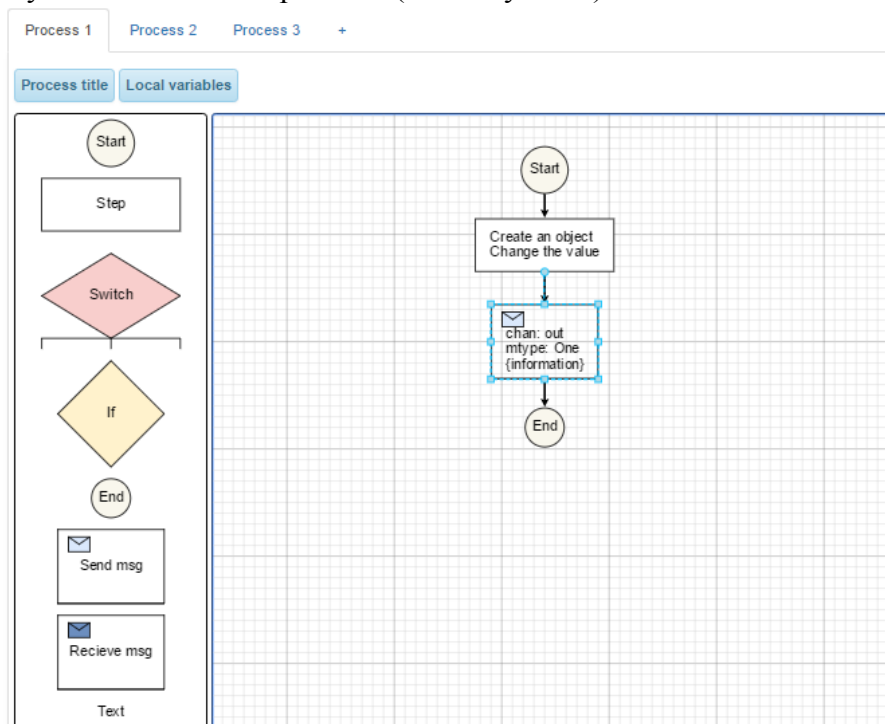 Process 1 Process 2 Process 3 +
Process title Local variables
Start
Step
Switch
If
End
Send msg
Recieve msg
Text
Start
Create an object
Change the value
chan: out
mtype: One
{information}
End